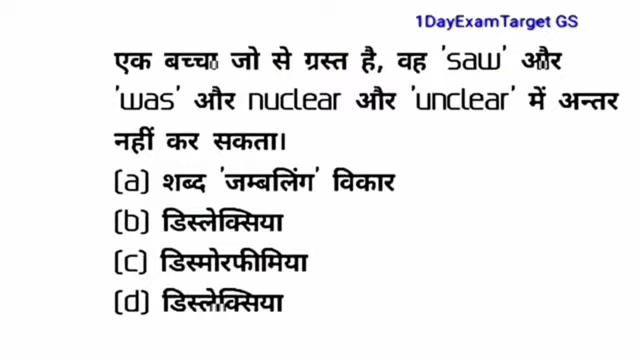 1DayExamTarget GS
एक बच्चा जो से ग्रस्त है, वह 'saw' और
'was' और nuclear और 'unclear' में अन्तर
नहीं कर सकता।
(a) शब्द 'जम्बलिंग' विकार
(b) डिस्लेक्सिया
(c) डिस्मोरफीमिया
(d) डिस्लेक्सिया